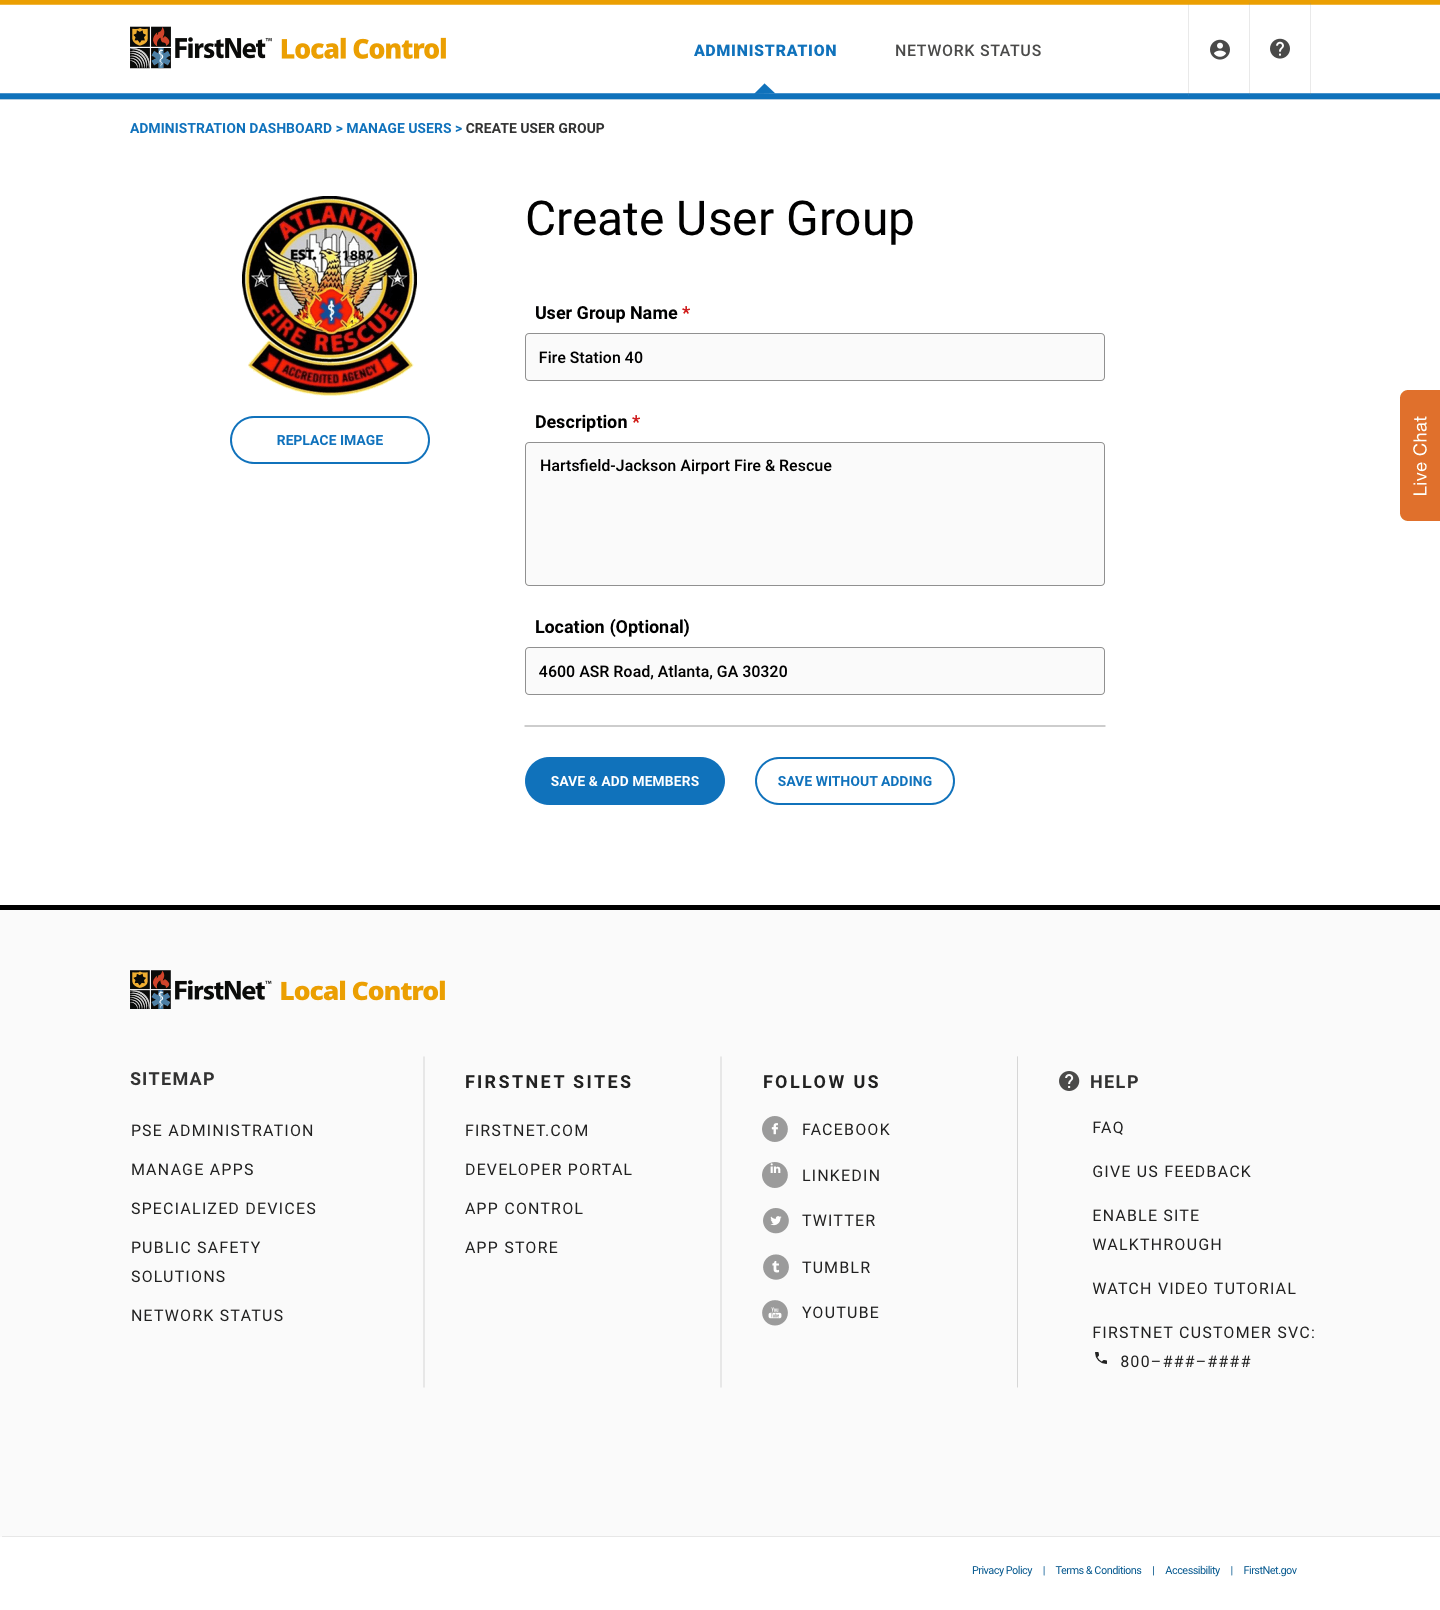 FirstNet™ Local Control
ADMINISTRATION
NETWORK STATUS
ADMINISTRATION DASHBOARD > MANAGE USERS > CREATE USER GROUP
ATLANTA
EST. 1882
FIRE RESCUE
ACCREDITED AGENCY
REPLACE IMAGE
Create User Group
User Group Name *
Fire Station 40
Description *
Hartsfield-Jackson Airport Fire & Rescue
Location (Optional)
4600 ASR Road, Atlanta, GA 30320
SAVE & ADD MEMBERS
SAVE WITHOUT ADDING
Live Chat
FirstNet™ Local Control
SITEMAP
PSE ADMINISTRATION
MANAGE APPS
SPECIALIZED DEVICES
PUBLIC SAFETY
SOLUTIONS
NETWORK STATUS
FIRSTNET SITES
FIRSTNET.COM
DEVELOPER PORTAL
APP CONTROL
APP STORE
FOLLOW US
f FACEBOOK
in LINKEDIN
TWITTER
t TUMBLR
You Tube YOUTUBE
? HELP
FAQ
GIVE US FEEDBACK
ENABLE SITE
WALKTHROUGH
WATCH VIDEO TUTORIAL
FIRSTNET CUSTOMER SVC:
800–###–####
Privacy Policy | Terms & Conditions | Accessibility | FirstNet.gov